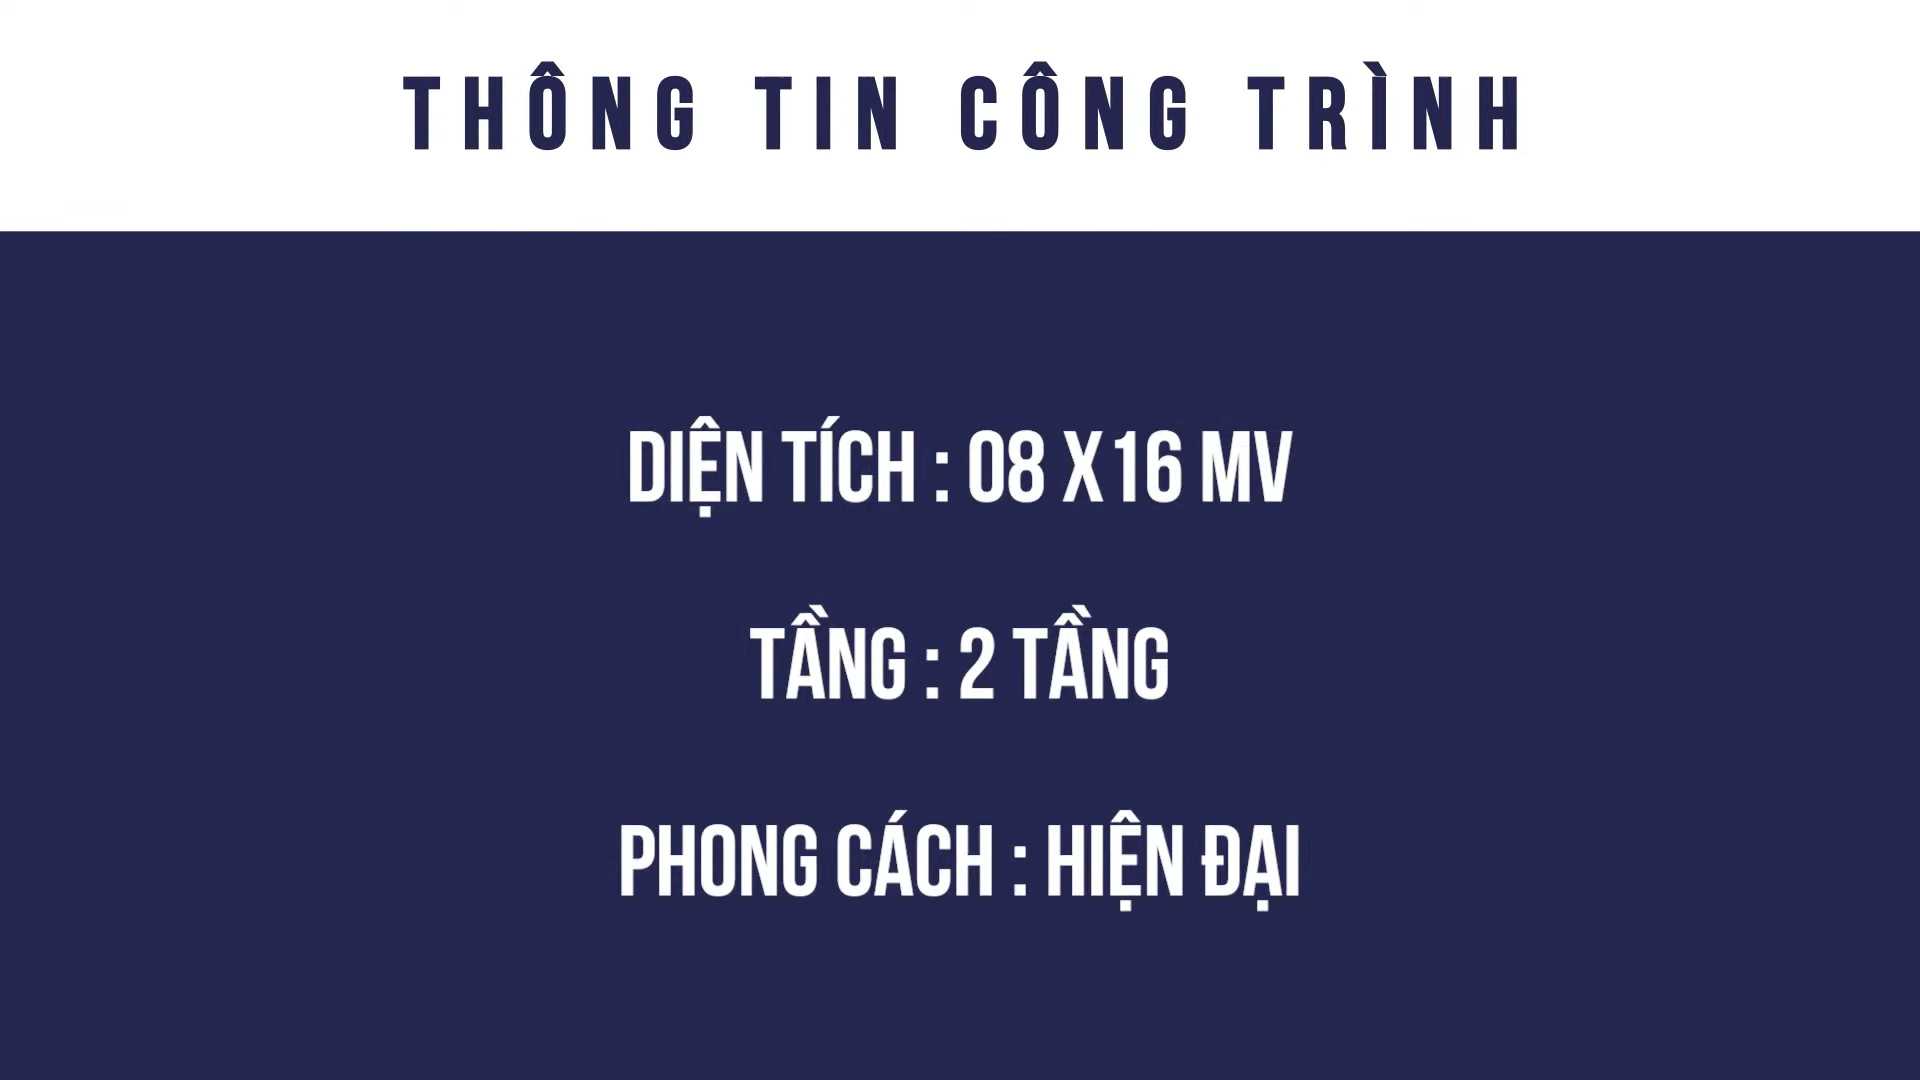 THÔNG TIN CÔNG TRÌNH
DIỆN TÍCH : 08 X16 MV
TẦNG : 2 TẦNG
PHONG CÁCH : HIỆN ĐẠI